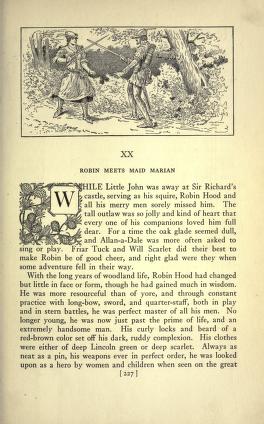 XX
ROBIN MEETS MAID MARIAN
WHILE Little John was away at Sir Richard's
castle, serving as his squire, Robin Hood and
all his merry men sorely missed him. The
tall outlaw was so jolly and kind of heart that
every one of his companions loved him full
dear. For a time the oak glade seemed dull,
and Allan-a-Dale was more often asked to
sing or play. Friar Tuck and Will Scarlet did their best to
make Robin be of good cheer, and right glad were they when
some adventure fell in their way.
With the long years of woodland life, Robin Hood had changed
but little in face or form, though he had gained much in wisdom.
He was more resourceful than of yore, and through constant
practice with long-bow, sword, and quarter-staff, both in play
and in stern battles, he was perfect master of all his men. No
longer young, he was now just past the prime of life, and an
extremely handsome man. His curly locks and beard of a
red-brown color set off his dark, ruddy complexion. His clothes
were either of deep Lincoln green or deep scarlet. Always as
neat as a pin, his weapons ever in perfect order, he was looked
upon as a hero by women and children when seen on the great
[ 227 ]